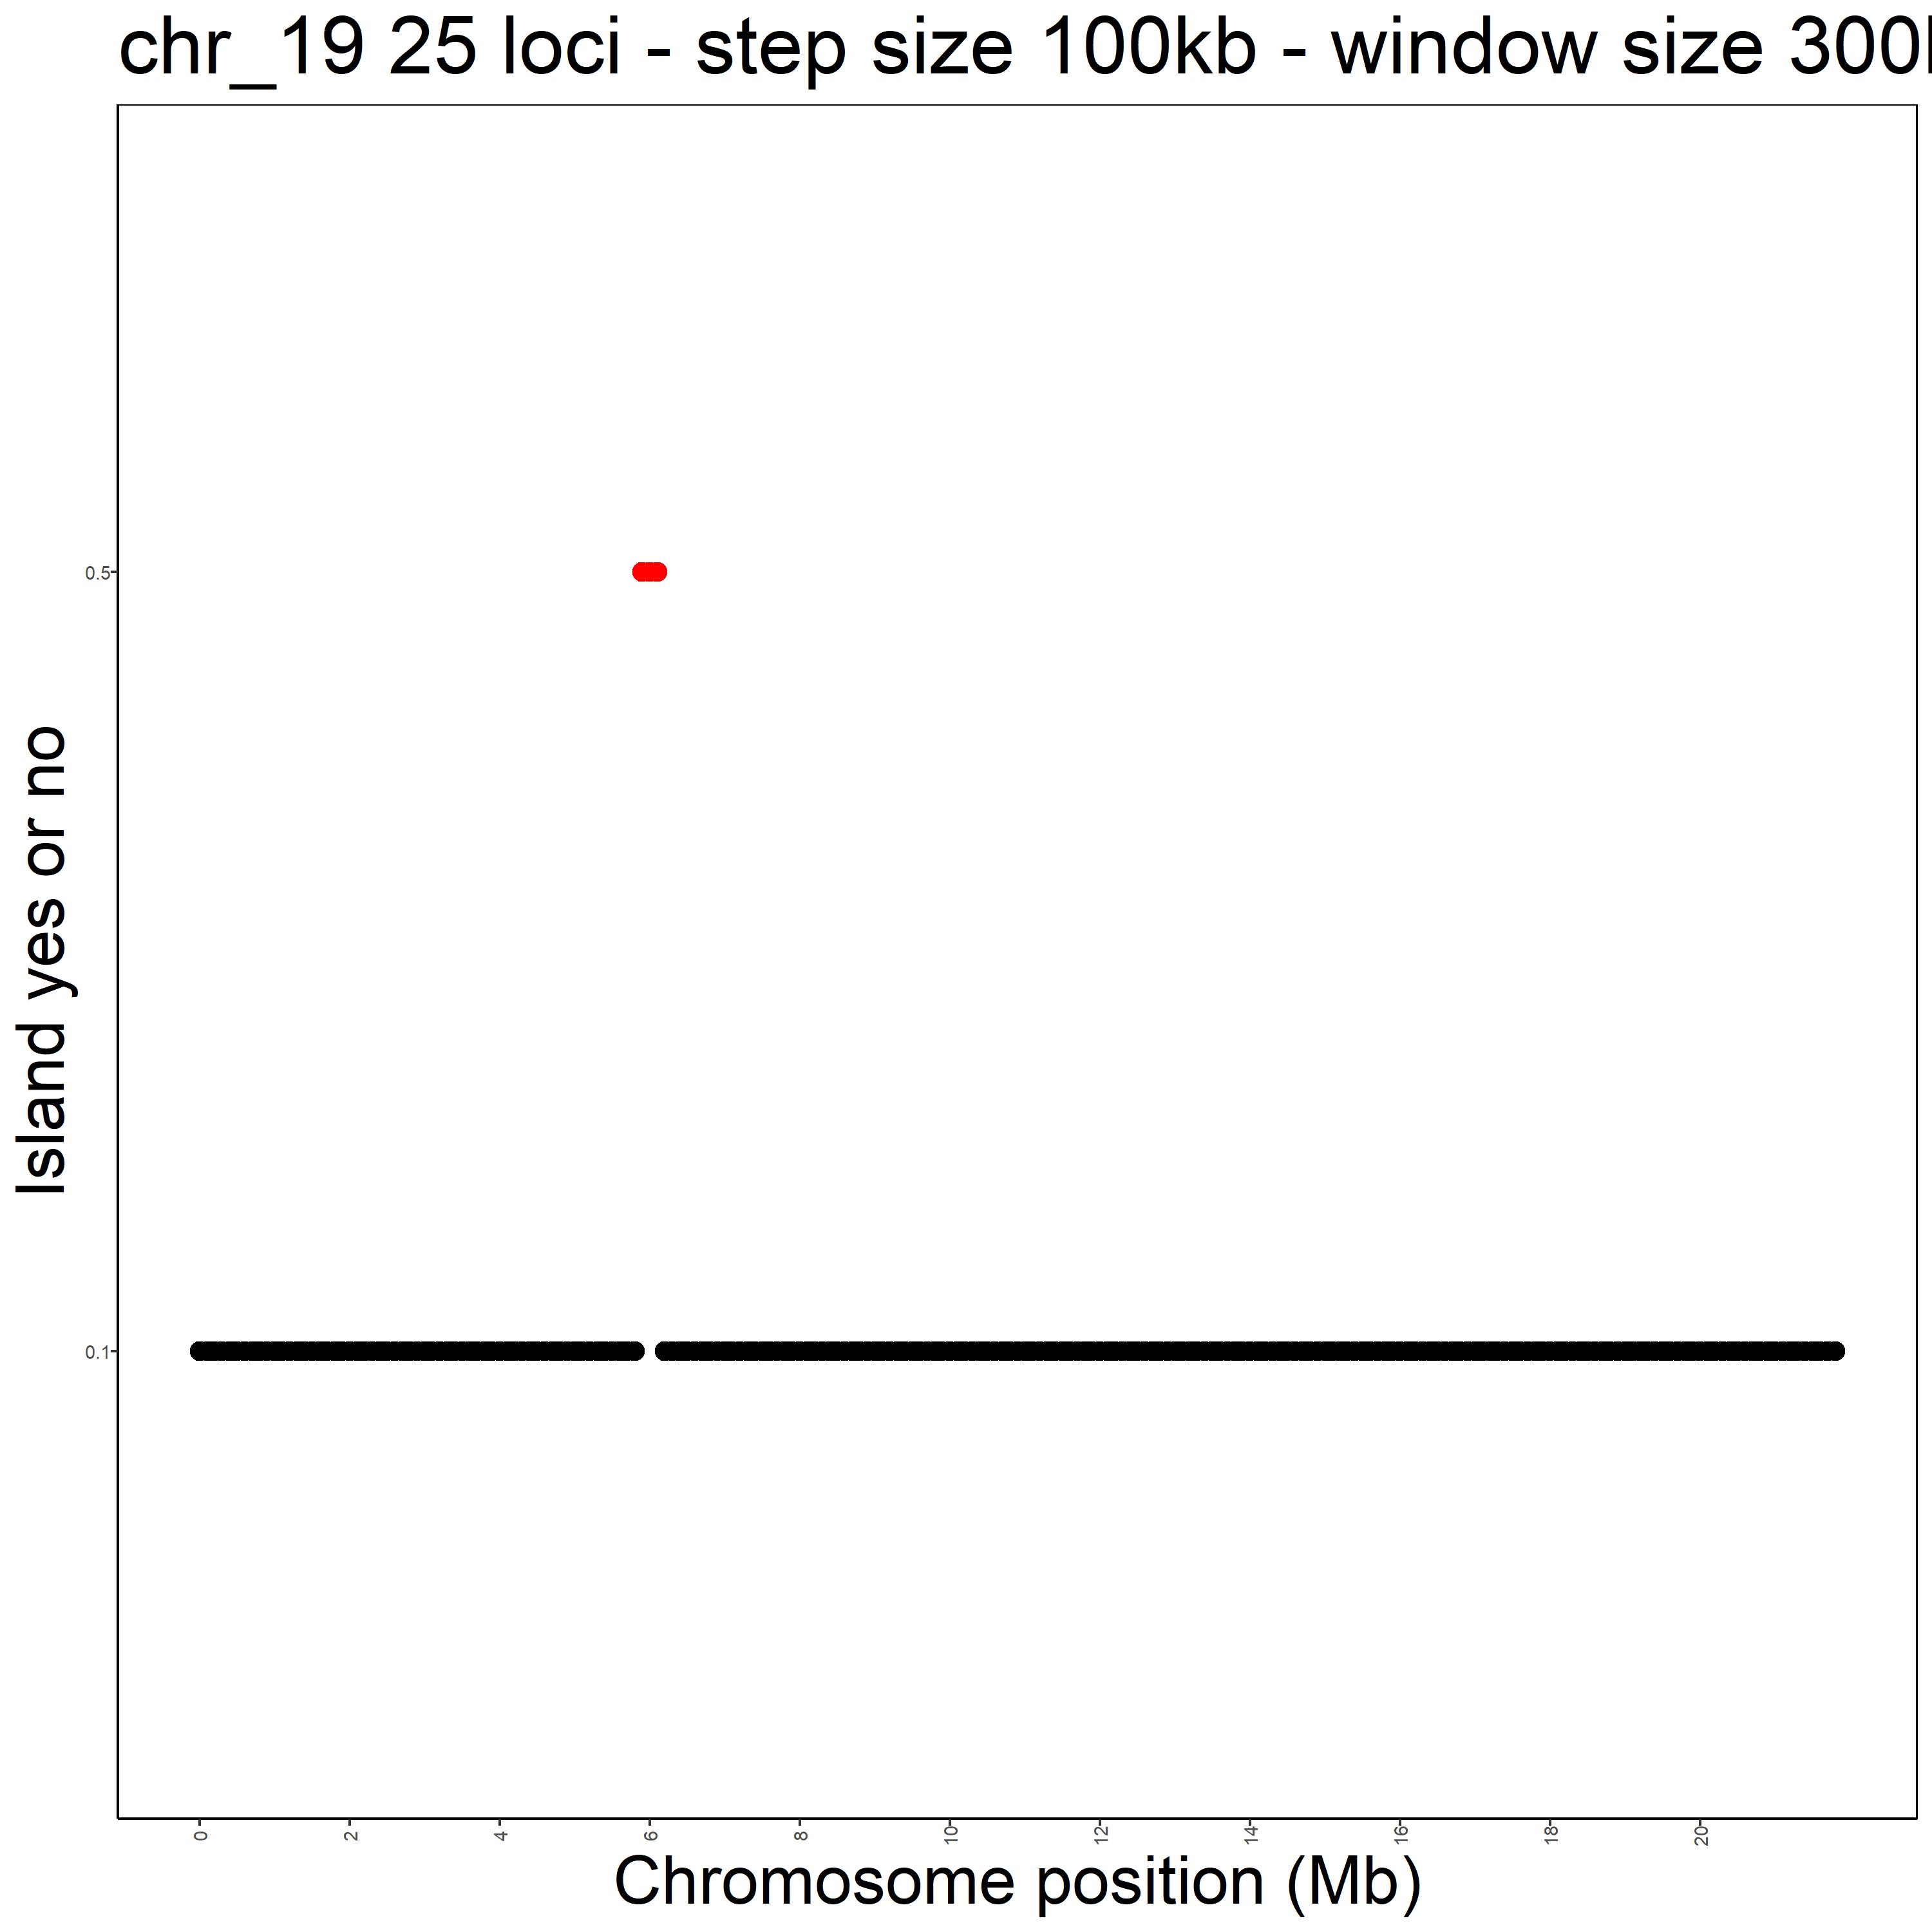 chr_19 25 loci - step size 100kb - window size 300
Island yes or no
0.5
0.1
0 2 4 6 8 10 12 14 16 18 20
Chromosome position (Mb)